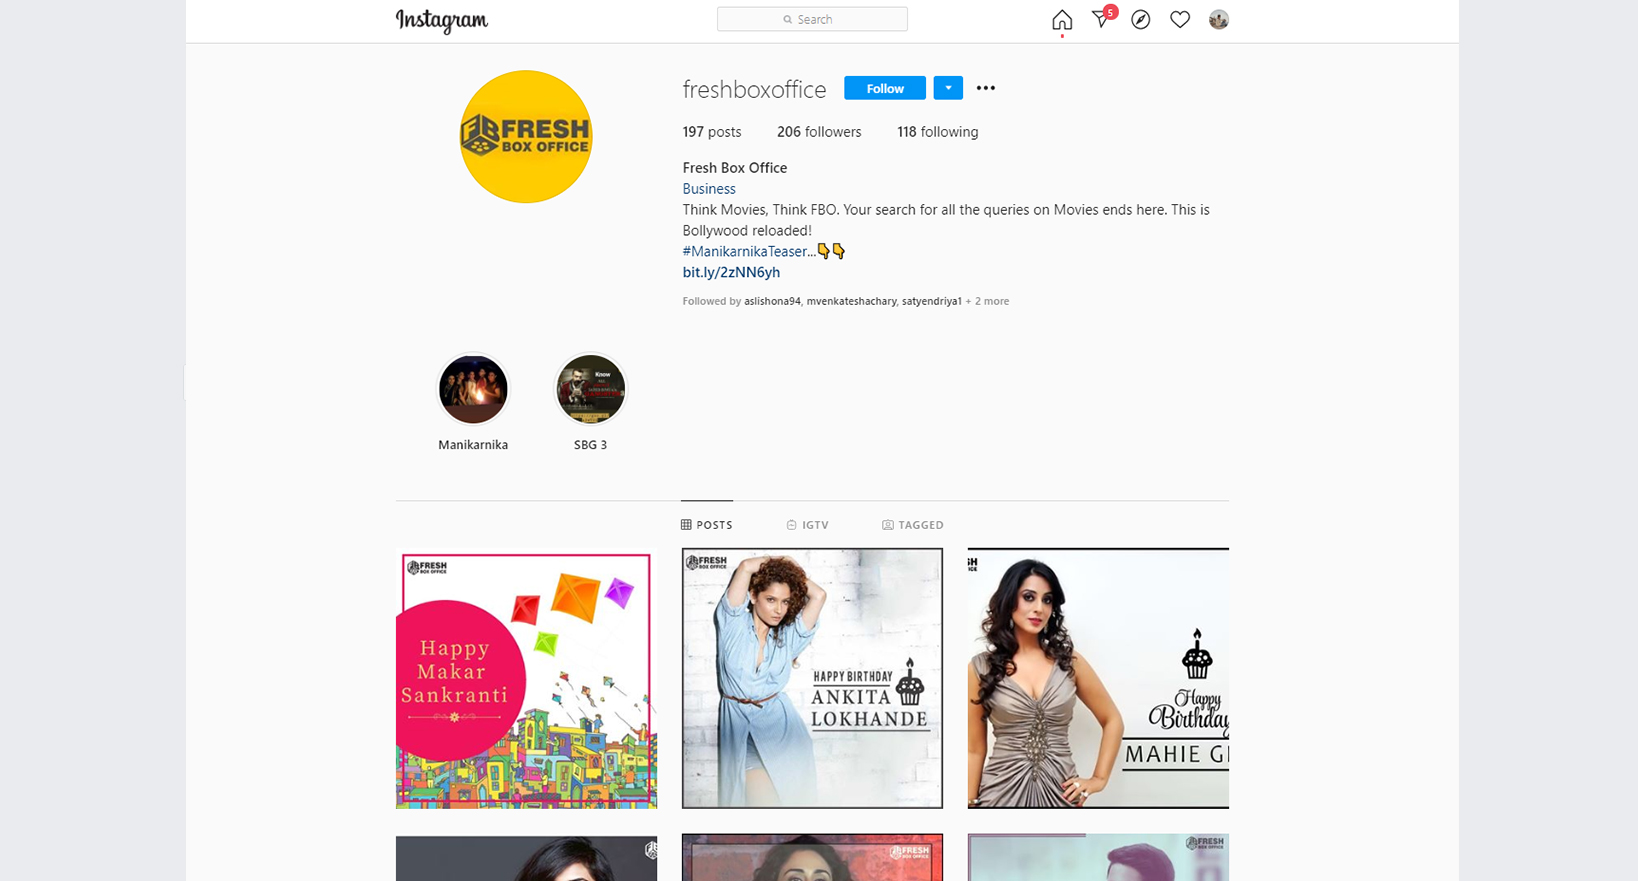 Instagram
Search
5
FRESH
BOX OFFICE
freshboxoffice
Follow
197 posts 206 followers 118 following
Fresh Box Office
Business
Think Movies, Think FBO. Your search for all the queries on Movies ends here. This is
Bollywood reloaded!
#ManikarnikaTeaser...👇👇
bit.ly/2zNN6yh
Followed by aslishona94, mvenkateshachary, satyendriya1 + 2 more
Know
Manikarnika
SBG 3
POSTS
IGTV
TAGGED
FRESH
BOX OFFICE
Happy
Makar
Sankranti
FRESH
BOX OFFICE
HAPPY BIRTHDAY
ANKITA
LOKHANDE
SH
ICE
Happy
Birthday
MAHIE GI
FRESH
BOX OFFICE
FRESH
BOX OFFICE